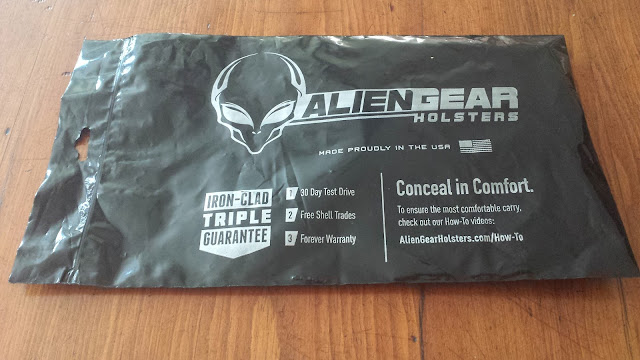 ALIENGEAR
HOLSTERS
MADE PROUDLY IN THE USA
IRON-CLAD
TRIPLE
GUARANTEE
1 30 Day Test Drive
2 Free Shell Trades
3 Forever Warranty
Conceal in Comfort.
To ensure the most comfortable carry,
check out our How-To videos:
AlienGearHolsters.com/How-To